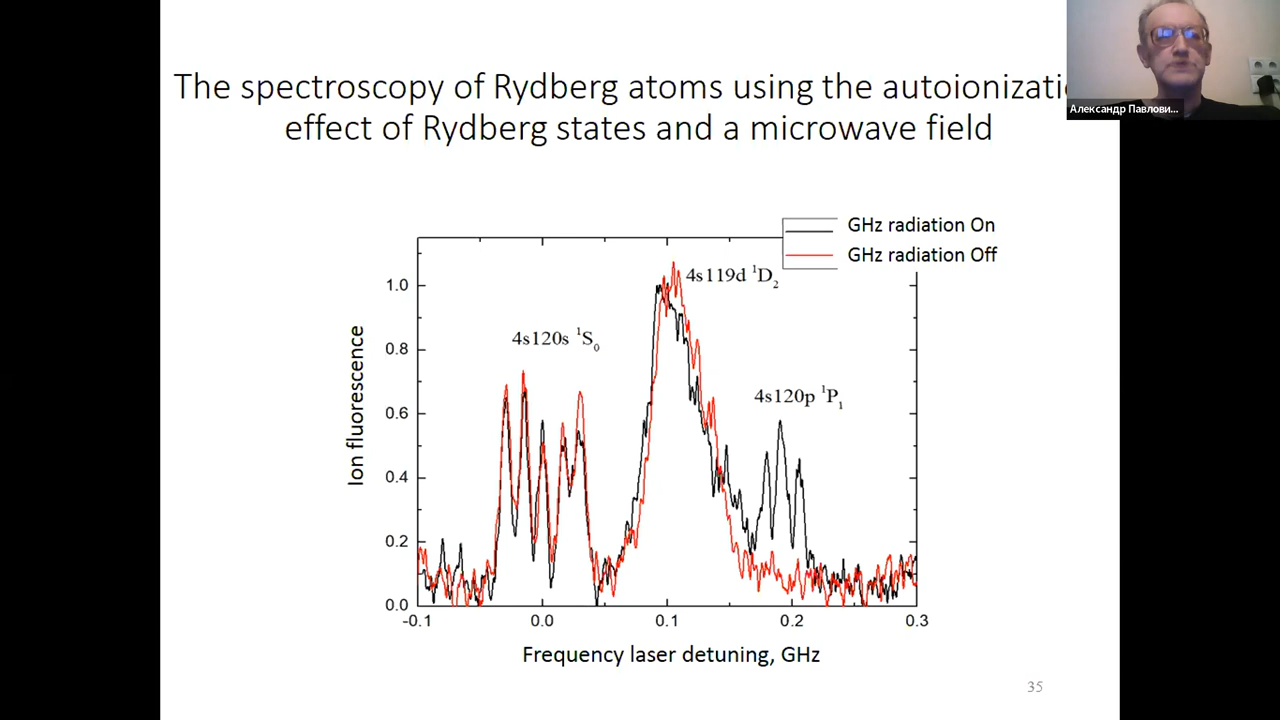 The spectroscopy of Rydberg atoms using the autoionizati
effect of Rydberg states and a microwave field
Александр Павлови...
GHz radiation On
GHz radiation Off
4s119d ¹D₂
4s120s ¹S₀
4s120p ¹P₁
Ion fluorescence
1.0
0.8
0.6
0.4
0.2
0.0
-0.1 0.0 0.1 0.2 0.3
Frequency laser detuning, GHz
35